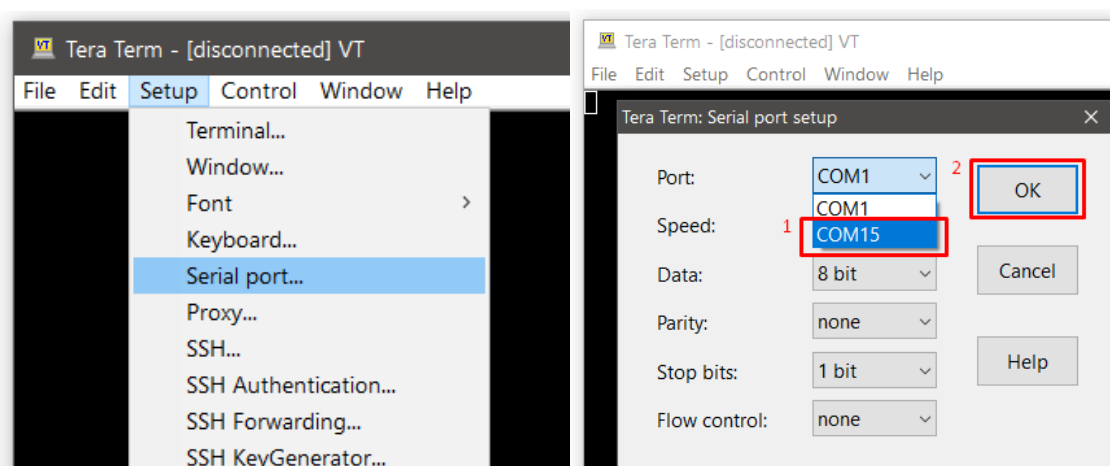 Tera Term - [disconnected] VT
File Edit Setup Control Window Help
Terminal...
Window...
Font
Keyboard...
Serial port...
Proxy...
SSH...
SSH Authentication...
SSH Forwarding...
SSH KeyGenerator...
Tera Term - [disconnected] VT
File Edit Setup Control Window Help
Tera Term: Serial port setup
Port: COM1 2 OK
COM1
Speed: 1 COM15
Data: 8 bit Cancel
Parity: none
Stop bits: 1 bit Help
Flow control: none